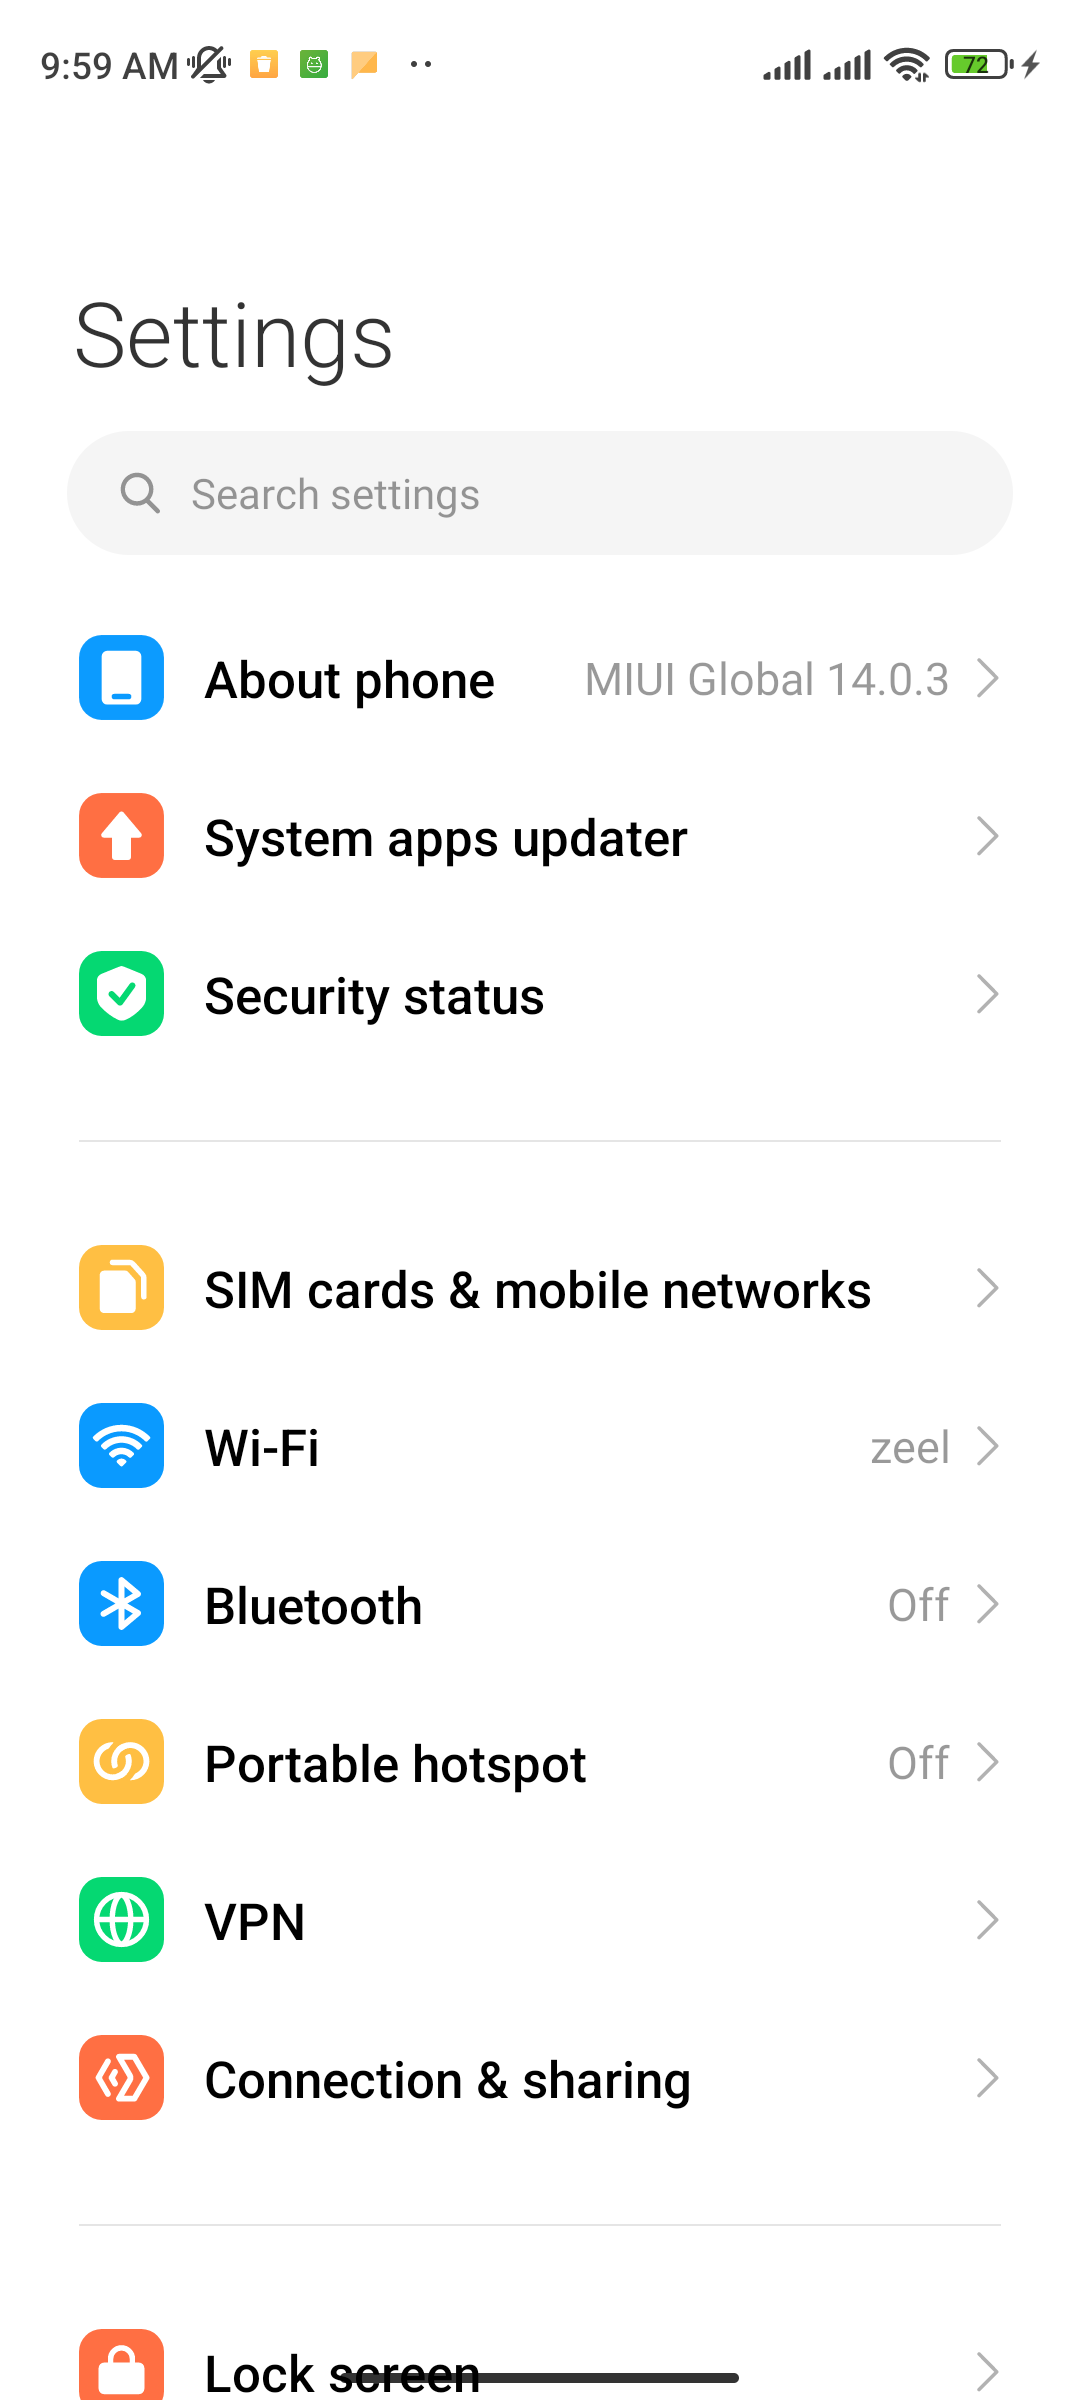 9:59 AM
72
Settings
Search settings
About phone MIUI Global 14.0.3
System apps updater
Security status
SIM cards & mobile networks
Wi-Fi zeel
Bluetooth Off
Portable hotspot Off
VPN
Connection & sharing
Lock screen